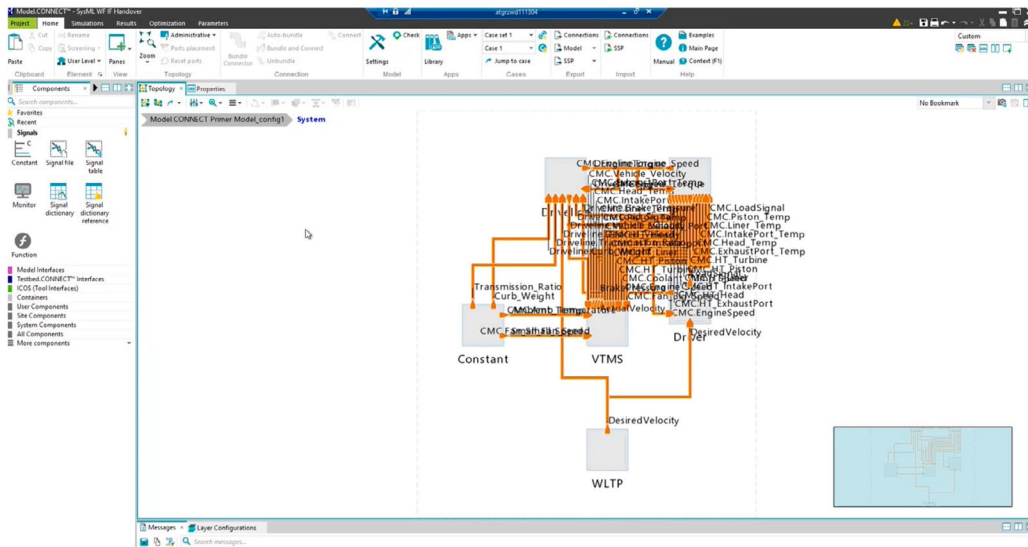 Model.CONNECT™ - SysML WF IF Handover
atgrzwd111304
Project Home Simulations Results Optimization Parameters
Cut Rename Administrative Auto-bundle Connect Check Apps Case set 1 Connections Connections Examples Custom
Copy Screening Ports placement Bundle and Connect Case 1 Model SSP Main Page
Paste User Level Panes Zoom Reset ports Bundle Connector Unbundle Settings Library Jump to case SSP Manual Context (F1)
Clipboard Element View Topology Connection Model Apps Cases Export Import Help
Components Topology Properties
Search components...
No Bookmark
Favorites
Recent
Signals
Model.CONNECT Primer Model_config1 System
Constant Signal file Signal table
Monitor Signal dictionary Signal dictionary reference
Function
Model Interfaces
Testbed.CONNECT™ Interfaces
ICOS (Tool Interfaces)
Containers
User Components
Site Components
System Components
All Components
More components
CMC.Vehicle_Velocity
CMC.Head_Temp
CMC.IntakePort
CMC.LoadSignal
CMC.Piston_Temp
CMC.Liner_Temp
CMC.IntakePort_Temp
CMC.Head_Temp
CMC.ExhaustPort_Temp
CMC.HT_Turbine
CMC.HT_Piston
CMC.HT_IntakePort
CMC.HT_Head
CMC.HT_ExhaustPort
CMC.EngineSpeed
Transmission_Ratio
Curb_Weight
Constant
VTMS
Driver
DesiredVelocity
DesiredVelocity
WLTP
Messages Layer Configurations
Search messages...